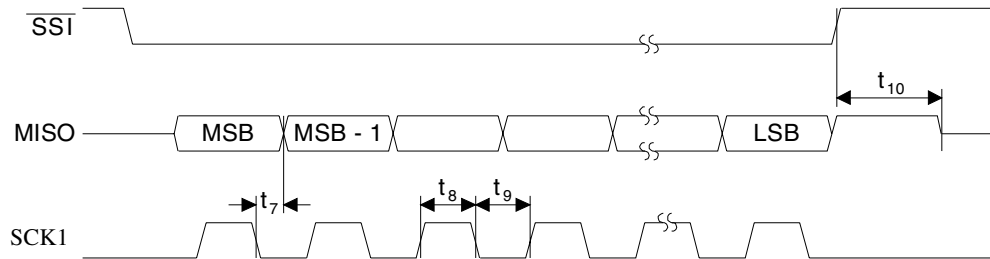 SSI
t10
MISO MSB MSB - 1 LSB
t7 t8 t9
SCK1